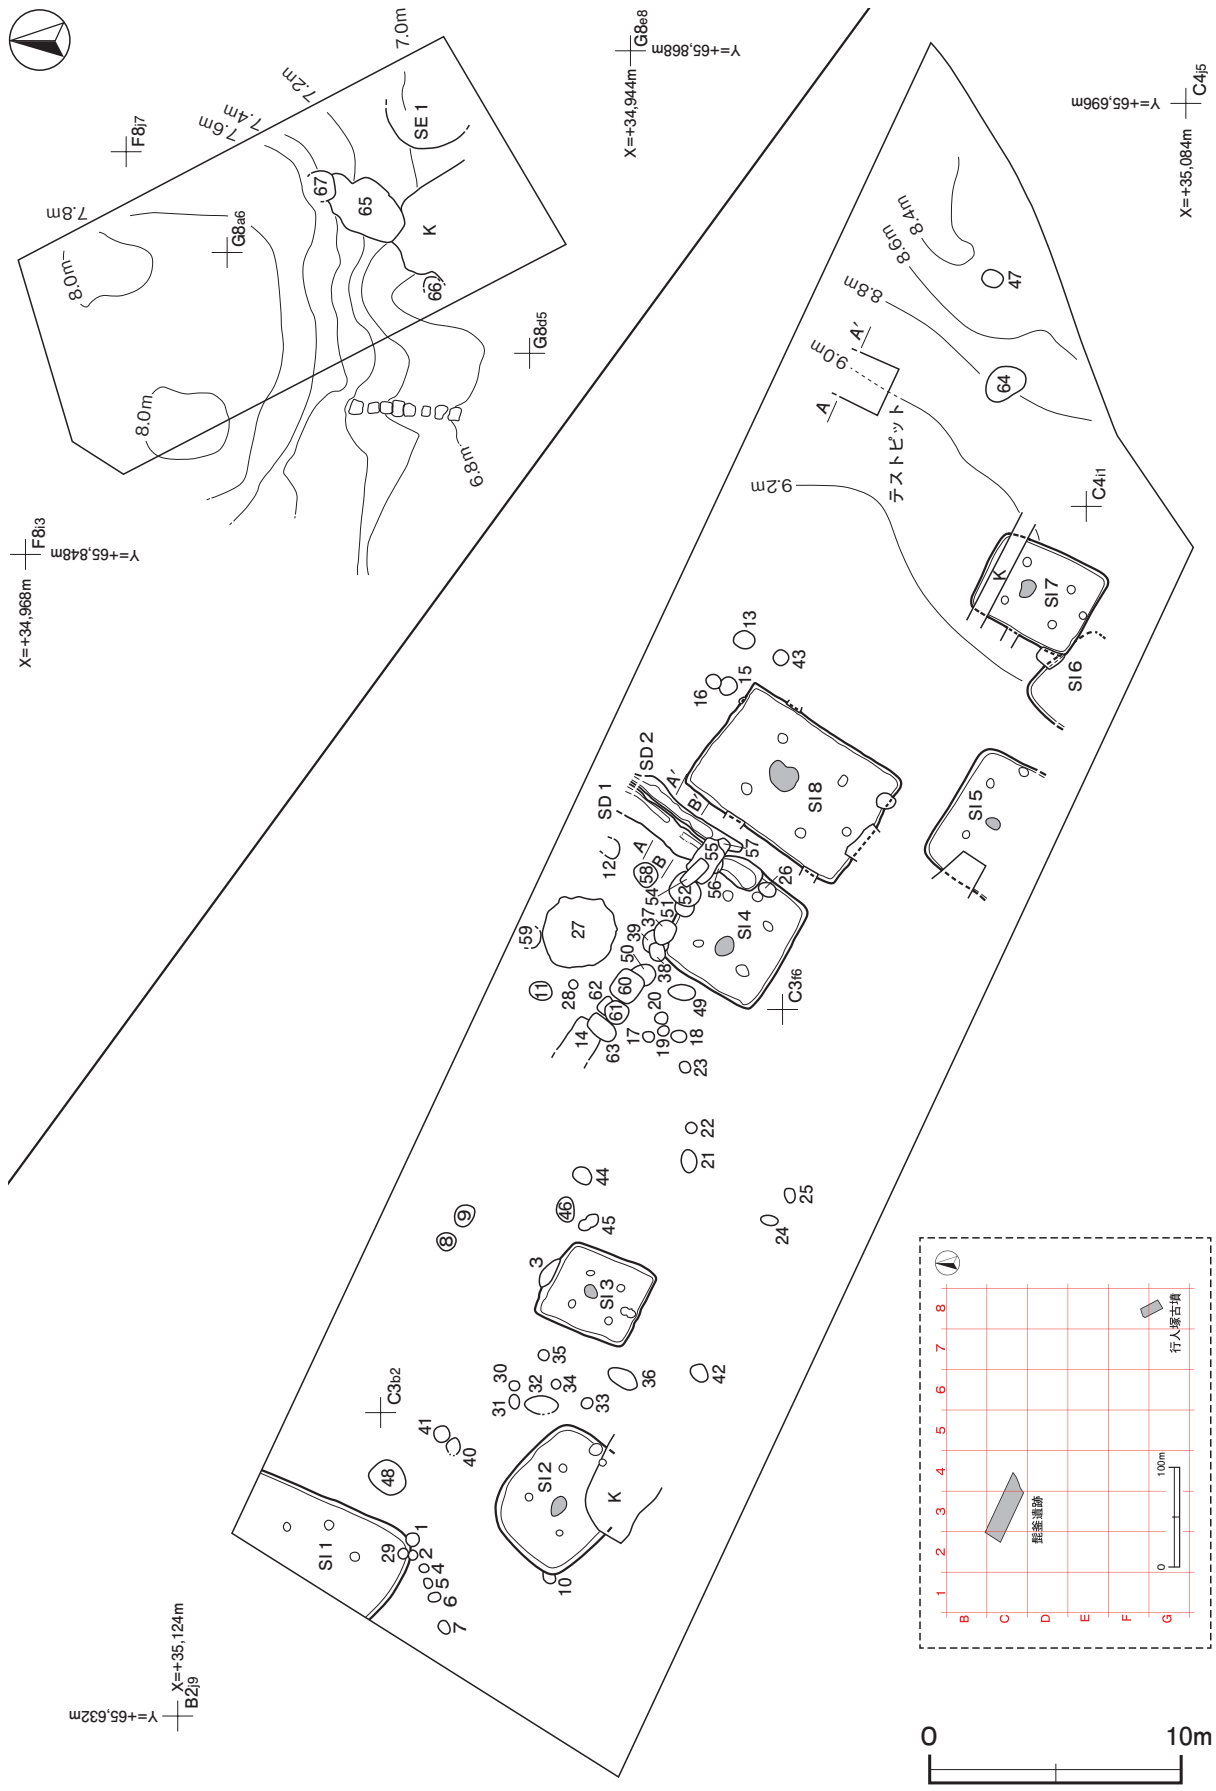 7.0m
7.2m
7.4m
7.6m
7.8m
8.0m
8.0m
6.8m
F8j7
G8a6
G8d5
SE 1
67
65
K
66
X=+34,944m
G8e8
Y=+65,868m
X=+34,968m
F8i3
Y=+65,848m
Y=+65,696m
X=+35,084m
C4j5
8.4m
8.6m
8.8m
9.0m
9.2m
47
64
A
A′
テストピット
C4i1
K
SI 7
SI 6
SI 5
13
43
15
16
SD 2
SD 1
A′
B′
A
B
SI 8
12
58
54
55
57
56
26
52
51
37
39
38
50
SI 4
59
27
11
28
62
60
61
14
63
20
49
17
19
18
23
C3f6
22
21
44
46
45
25
24
9
8
3
SI 3
35
30
32
34
31
33
36
42
C3b2
41
40
48
SI 2
K
10
SI 1
29
1
2
4
5
6
7
X=+35,124m
B2j9
Y=+65,632m
1 2 3 4 5 6 7 8
B
C
D
E
F
G
髭釜遺跡
行人塚古墳
0 100m
0 10m